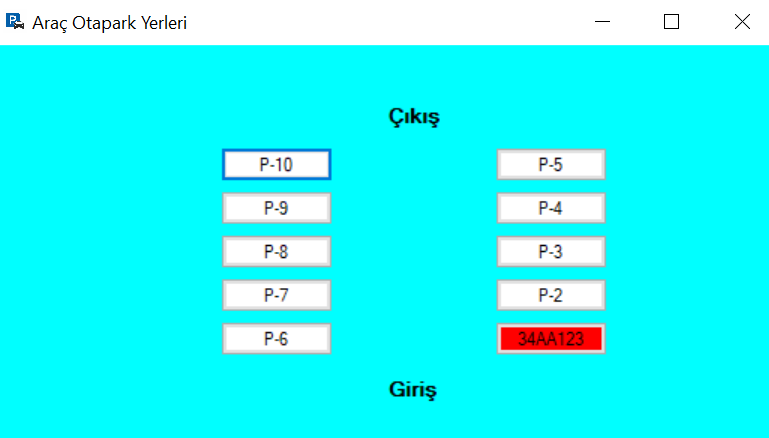 Araç Otapark Yerleri
Çıkış
P-10
P-5
P-9
P-4
P-8
P-3
P-7
P-2
P-6
34AA123
Giriş